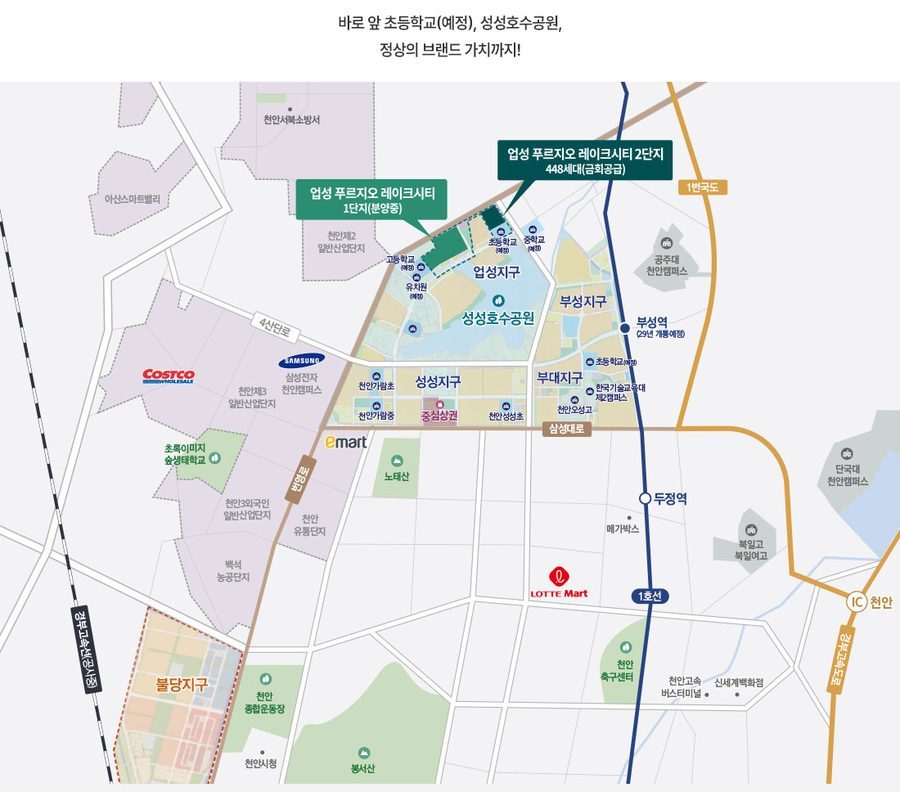 바로 앞 초등학교(예정), 성성호수공원,
정상의 브랜드 가치까지!
천안서북소방서
업성 푸르지오 레이크시티 2단지
448세대(금회공급)
1번국도
아산스마트밸리
업성 푸르지오 레이크시티
1단지(분양중)
천안제2
일반산업단지
초등학교
(예정)
중학교
(예정)
고등학교
(예정)
유치원
(예정)
업성지구
공주대
천안캠퍼스
성성호수공원
부성지구
부성역
(29년 개통예정)
4산단로
COSTCO
WHOLESALE
SAMSUNG
삼성전자
천안캠퍼스
천안제3
일반산업단지
천안가람초
성성지구
부대지구
초등학교(예정)
한국기술교육대
제2캠퍼스
천안가람중
중심상권
천안성성초
천안오성고
삼성대로
emart
초록이미지
숲생태학교
번영로
노태산
단국대
천안캠퍼스
천안3외국인
일반산업단지
천안
유통단지
두정역
메가박스
북일고
북일여고
백석
농공단지
LOTTE Mart
1호선
IC 천안
경부고속선(공사중)
경부고속도로
불당지구
천안
종합운동장
천안
축구센터
천안고속
버스터미널
신세계백화점
천안시청
봉서산